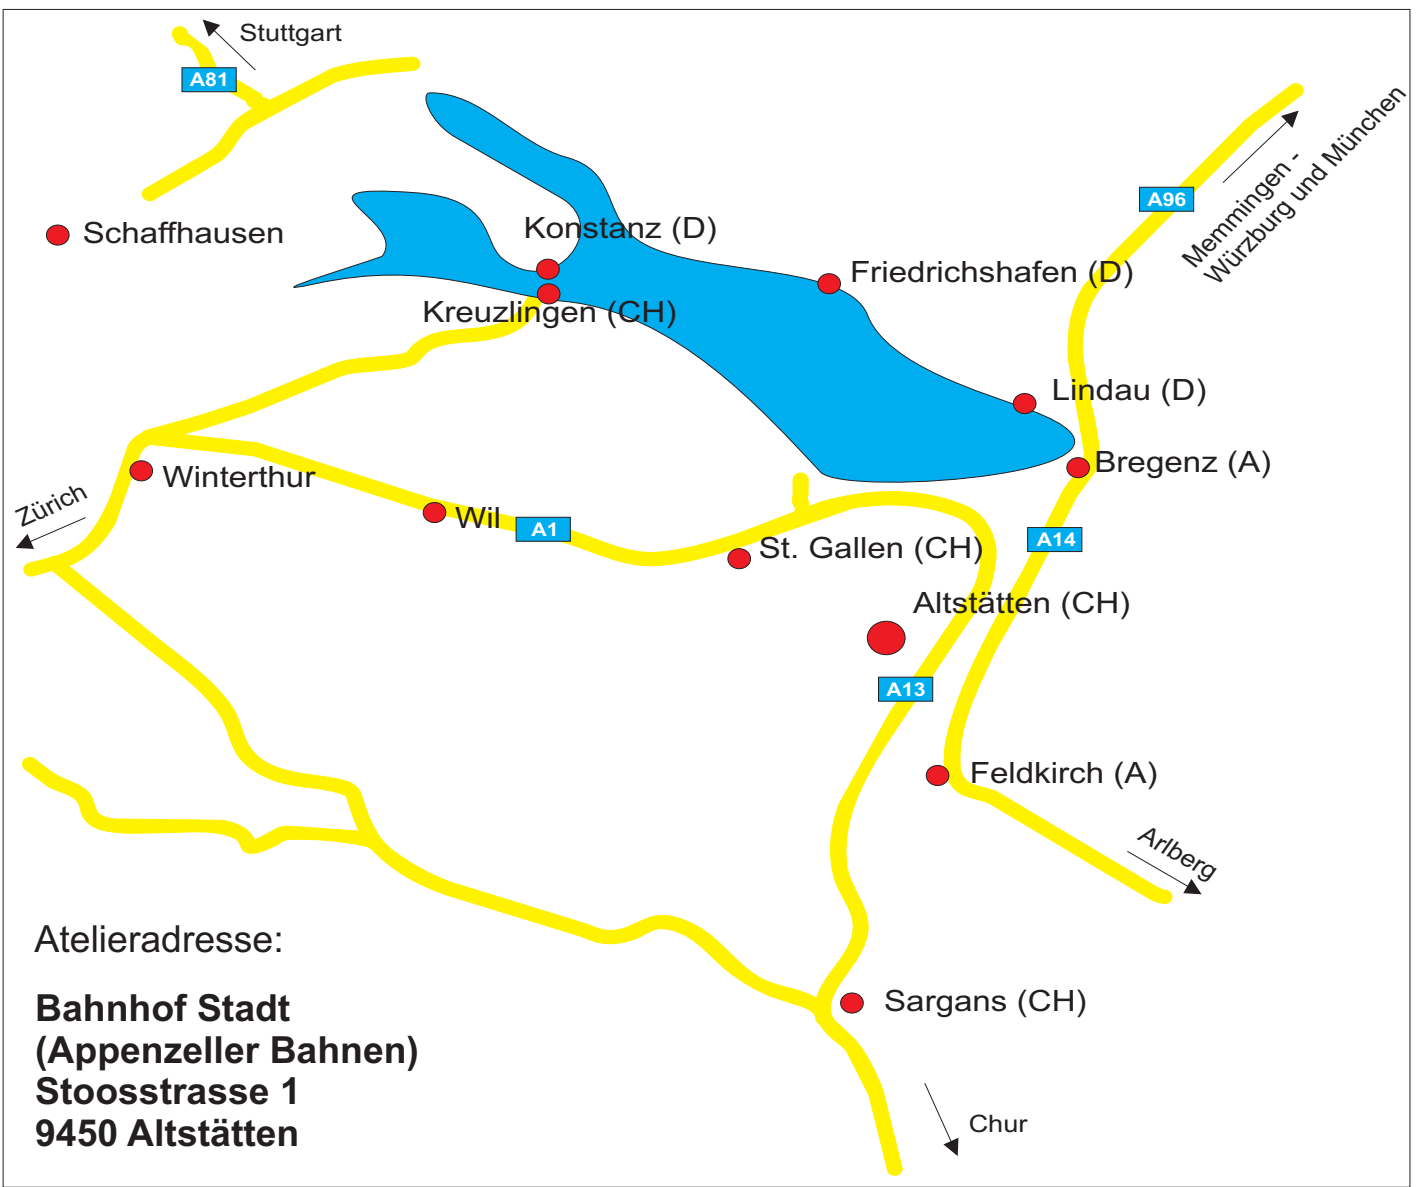 Stuttgart
A81
Memmingen -
Würzburg und München
A96
Schaffhausen
Konstanz (D)
Friedrichshafen (D)
Kreuzlingen (CH)
Lindau (D)
Bregenz (A)
Winterthur
Zürich
Wil
A1
A14
St. Gallen (CH)
Altstätten (CH)
A13
Feldkirch (A)
Arlberg
Sargans (CH)
Chur
Atelieradresse:
Bahnhof Stadt
(Appenzeller Bahnen)
Stoosstrasse 1
9450 Altstätten